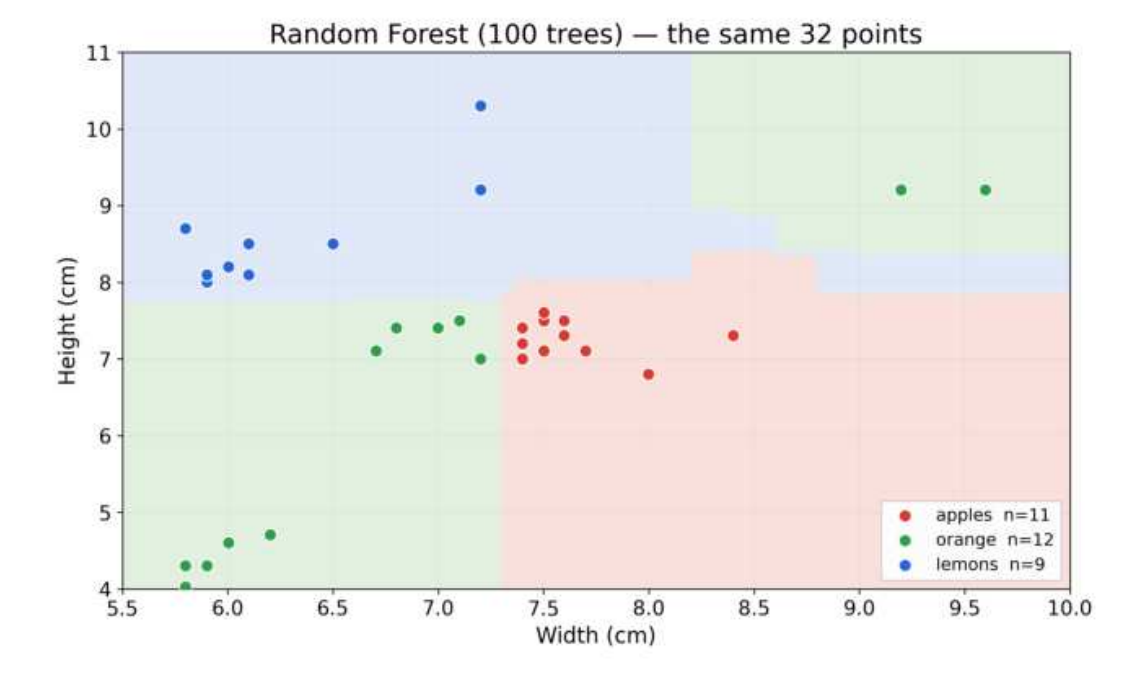 Random Forest (100 trees) — the same 32 points
11
10
9
8
7
6
5
4
Height (cm)
5.5 6.0 6.5 7.0 7.5 8.0 8.5 9.0 9.5 10.0
Width (cm)
apples n=11
orange n=12
lemons n=9